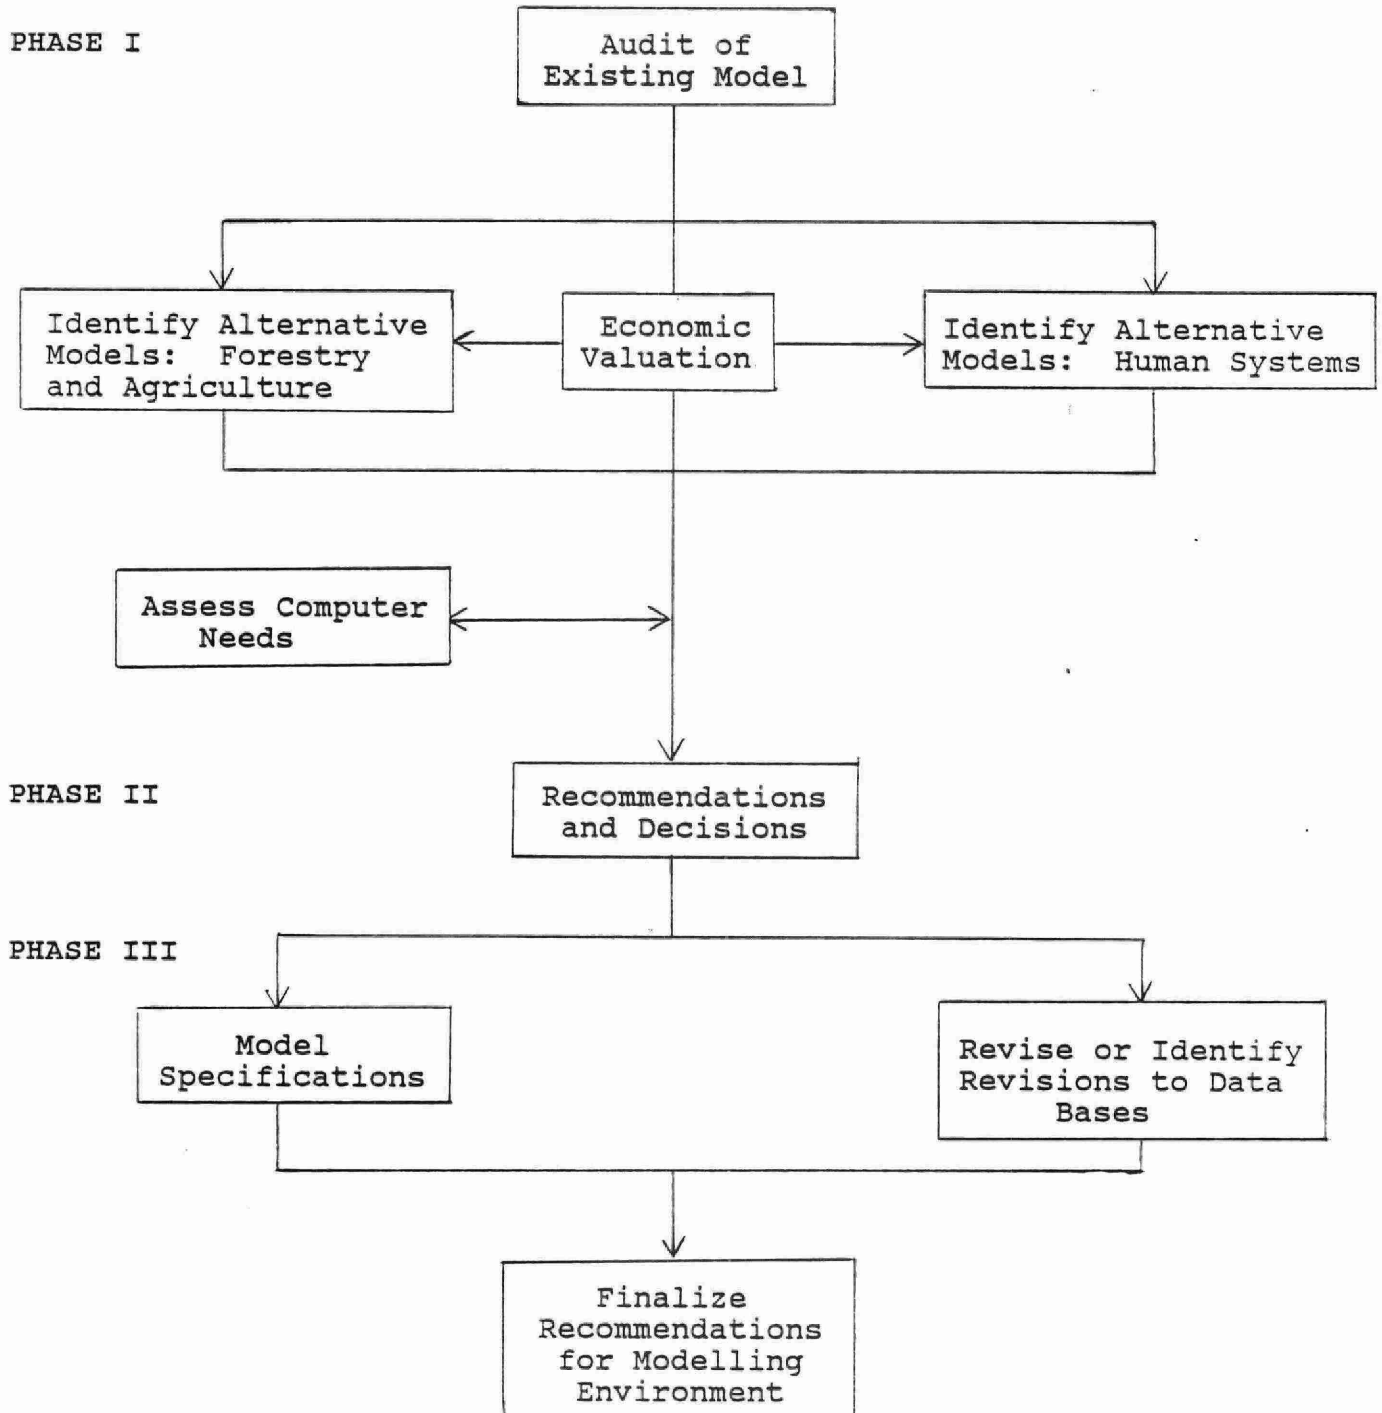 PHASE I
Audit of
Existing Model
Identify Alternative
Models: Forestry
and Agriculture
Economic
Valuation
Identify Alternative
Models: Human Systems
Assess Computer
Needs
PHASE II
Recommendations
and Decisions
PHASE III
Model
Specifications
Revise or Identify
Revisions to Data
Bases
Finalize
Recommendations
for Modelling
Environment